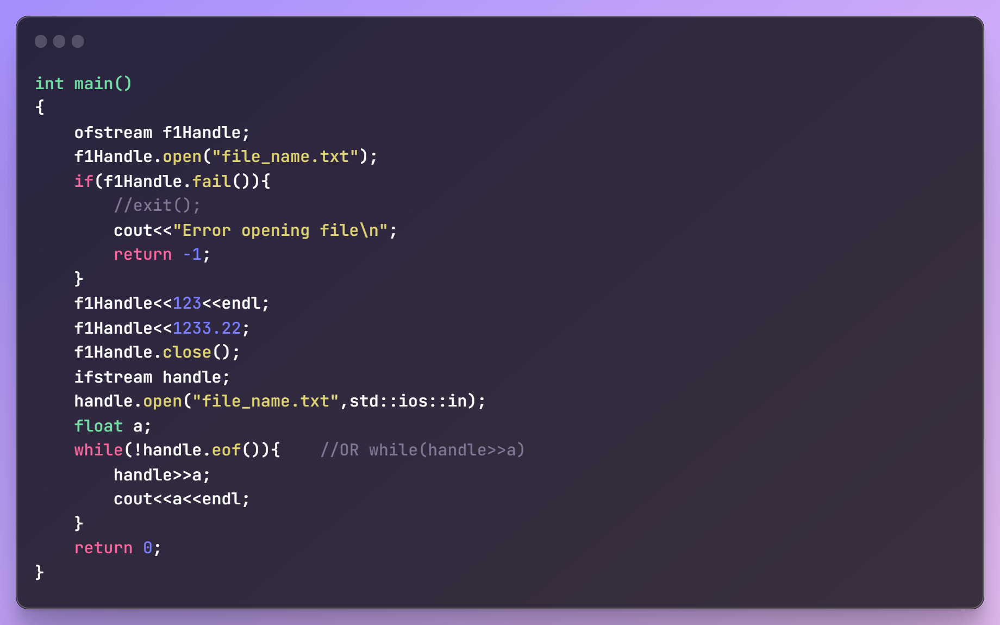 int main()
{
    ofstream f1Handle;
    f1Handle.open("file_name.txt");
    if(f1Handle.fail()){
        //exit();
        cout<<"Error opening file\n";
        return -1;
    }
    f1Handle<<123<<endl;
    f1Handle<<1233.22;
    f1Handle.close();
    ifstream handle;
    handle.open("file_name.txt",std::ios::in);
    float a;
    while(!handle.eof()){    //OR while(handle>>a)
        handle>>a;
        cout<<a<<endl;
    }
    return 0;
}